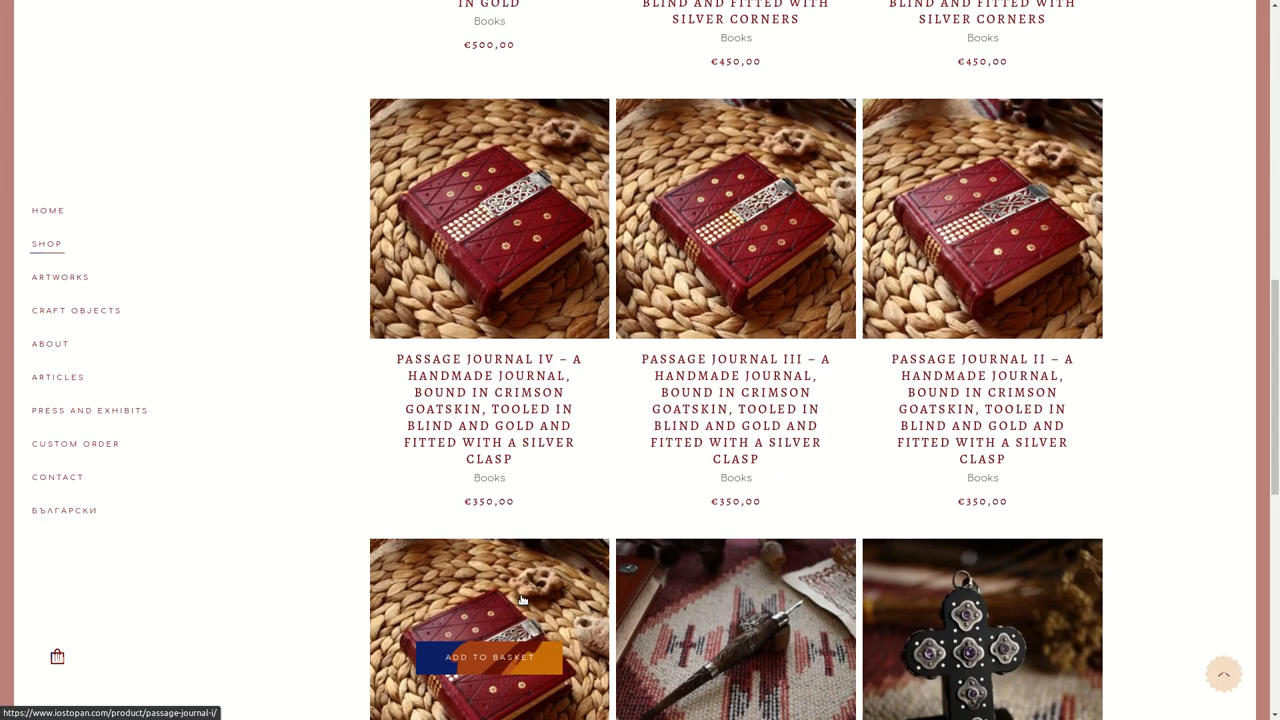 IN GOLD
Books
€500,00
BLIND AND FITTED WITH
SILVER CORNERS
Books
€450,00
BLIND AND FITTED WITH
SILVER CORNERS
Books
€450,00
HOME
SHOP
ARTWORKS
CRAFT OBJECTS
ABOUT
ARTICLES
PRESS AND EXHIBITS
CUSTOM ORDER
CONTACT
БЪЛГАРСКИ
PASSAGE JOURNAL IV – A
HANDMADE JOURNAL,
BOUND IN CRIMSON
GOATSKIN, TOOLED IN
BLIND AND GOLD AND
FITTED WITH A SILVER
CLASP
Books
€350,00
PASSAGE JOURNAL III – A
HANDMADE JOURNAL,
BOUND IN CRIMSON
GOATSKIN, TOOLED IN
BLIND AND GOLD AND
FITTED WITH A SILVER
CLASP
Books
€350,00
PASSAGE JOURNAL II – A
HANDMADE JOURNAL,
BOUND IN CRIMSON
GOATSKIN, TOOLED IN
BLIND AND GOLD AND
FITTED WITH A SILVER
CLASP
Books
€350,00
ADD TO BASKET
https://www.iostopan.com/product/passage-journal-i/